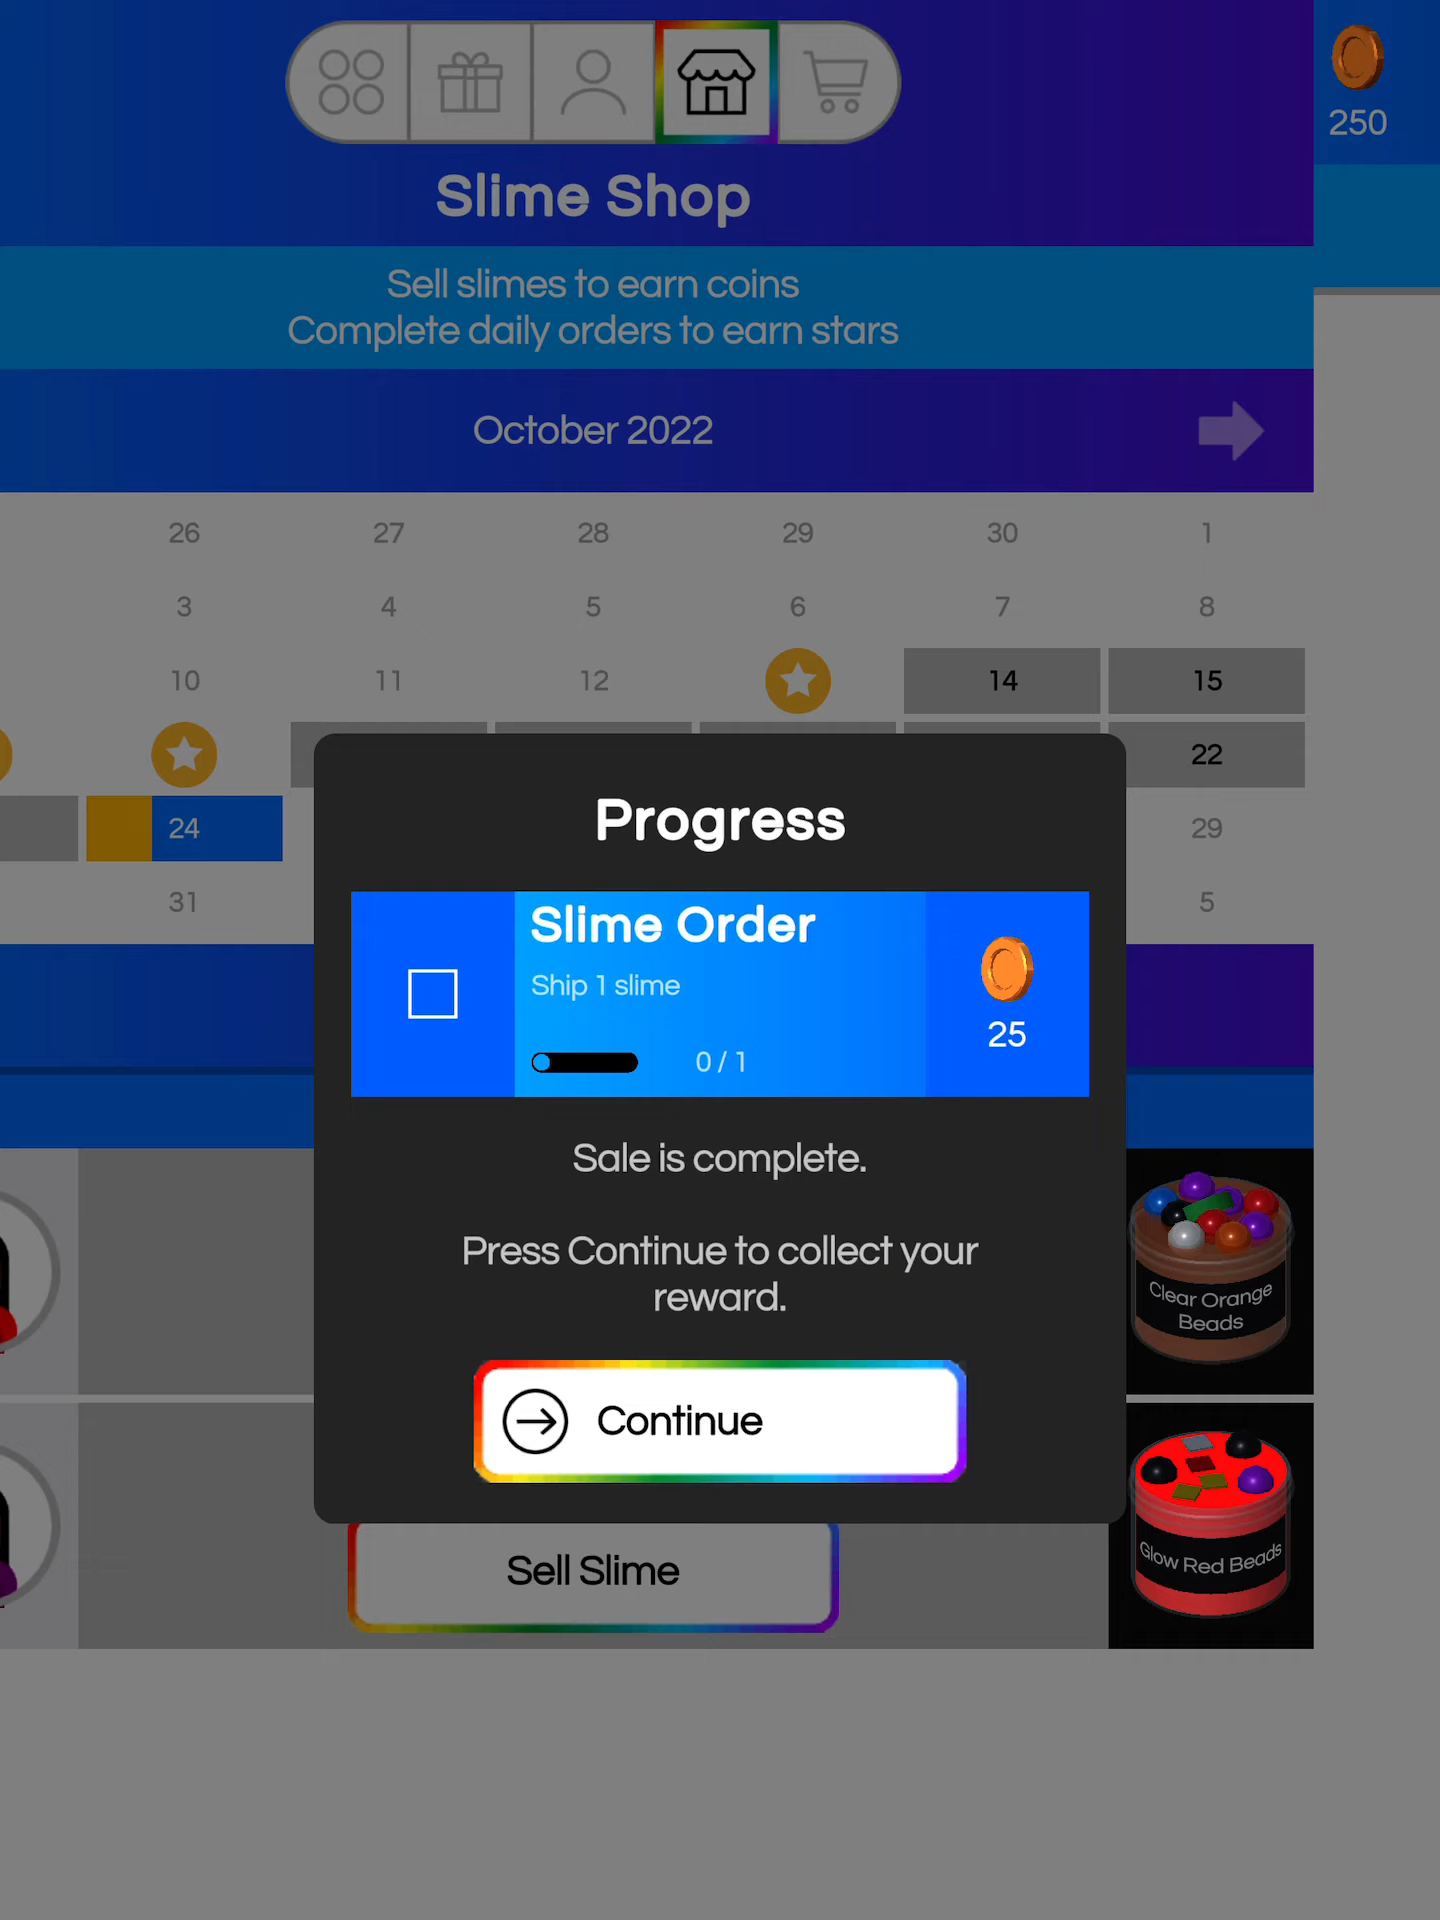 250
Slime Shop
Sell slimes to earn coins
Complete daily orders to earn stars
October 2022
26 27 28 29 30 1
3 4 5 6 7 8
10 11 12 14 15
22
24 29
31 5
Progress
Slime Order
Ship 1 slime
0 / 1
25
Sale is complete.
Press Continue to collect your
reward.
Continue
Clear Orange
Beads
Glow Red Beads
Sell Slime